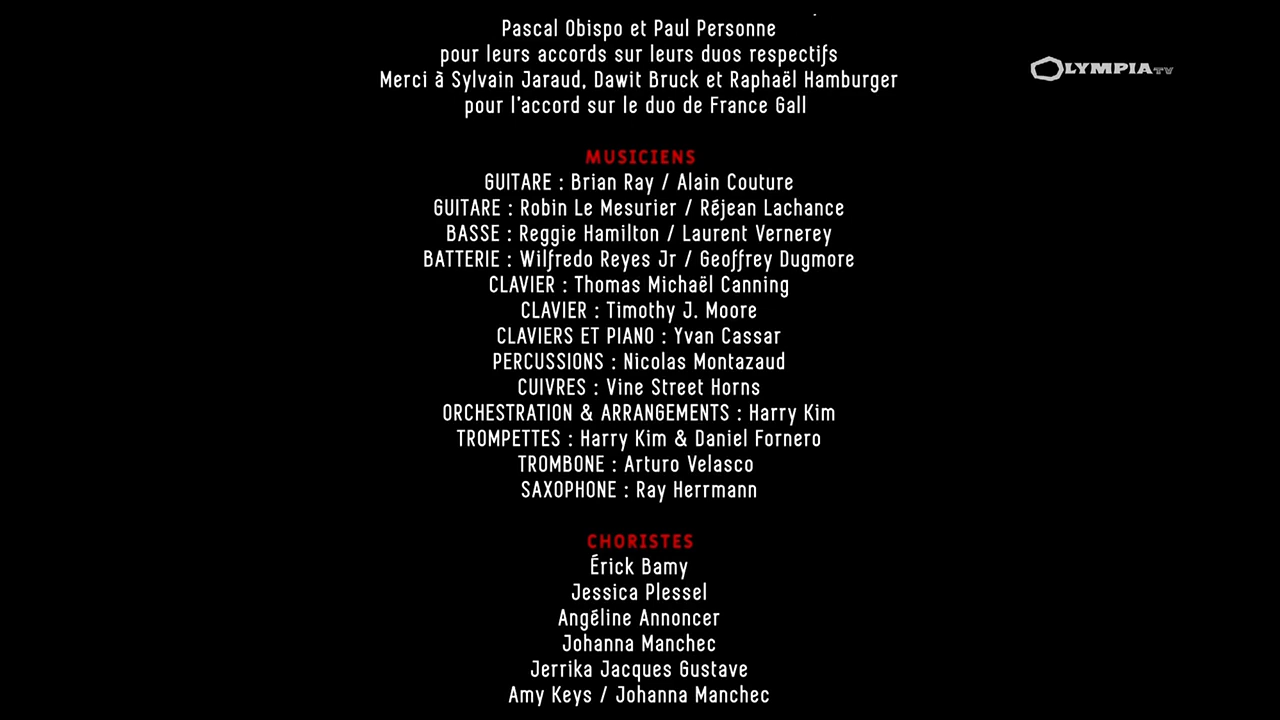 Pascal Obispo et Paul Personne
pour leurs accords sur leurs duos respectifs
Merci à Sylvain Jaraud, Dawit Bruck et Raphaël Hamburger
pour l'accord sur le duo de France Gall
OLYMPIA TV
MUSICIENS
GUITARE : Brian Ray / Alain Couture
GUITARE : Robin Le Mesurier / Réjean Lachance
BASSE : Reggie Hamilton / Laurent Vernerey
BATTERIE : Wilfredo Reyes Jr / Geoffrey Dugmore
CLAVIER : Thomas Michaël Canning
CLAVIER : Timothy J. Moore
CLAVIERS ET PIANO : Yvan Cassar
PERCUSSIONS : Nicolas Montazaud
CUIVRES : Vine Street Horns
ORCHESTRATION & ARRANGEMENTS : Harry Kim
TROMPETTES : Harry Kim & Daniel Fornero
TROMBONE : Arturo Velasco
SAXOPHONE : Ray Herrmann
CHORISTES
Érick Bamy
Jessica Plessel
Angéline Annoncer
Johanna Manchec
Jerrika Jacques Gustave
Amy Keys / Johanna Manchec